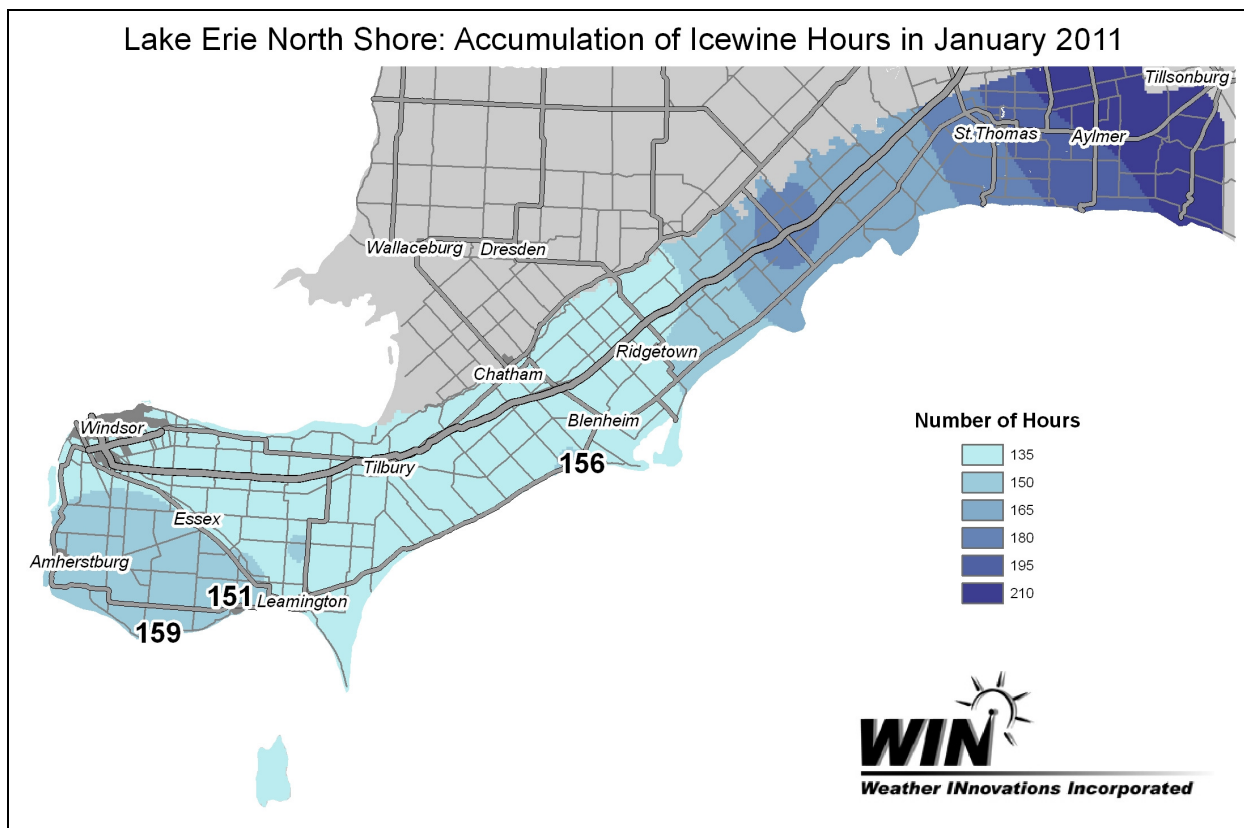 Lake Erie North Shore: Accumulation of Icewine Hours in January 2011
Tillsonburg
St.Thomas
Aylmer
Wallaceburg
Dresden
Ridgetown
Chatham
Blenheim
Windsor
156
Tilbury
Essex
Amherstburg
151
Leamington
159
Number of Hours
135
150
165
180
195
210
WIN
Weather INnovations Incorporated